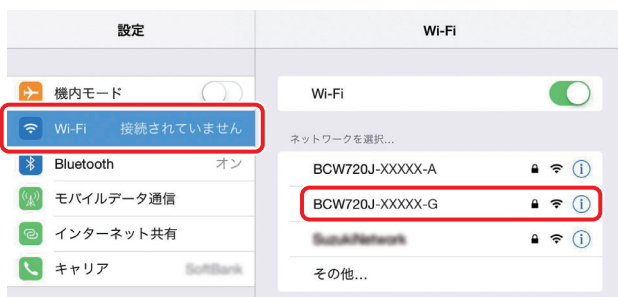 設定
機内モード
Wi-Fi 接続されていません
Bluetooth オン
モバイルデータ通信
インターネット共有
キャリア SoftBank
Wi-Fi
Wi-Fi
ネットワークを選択...
BCW720J-XXXXX-A
BCW720J-XXXXX-G
SuzukiNetwork
その他...